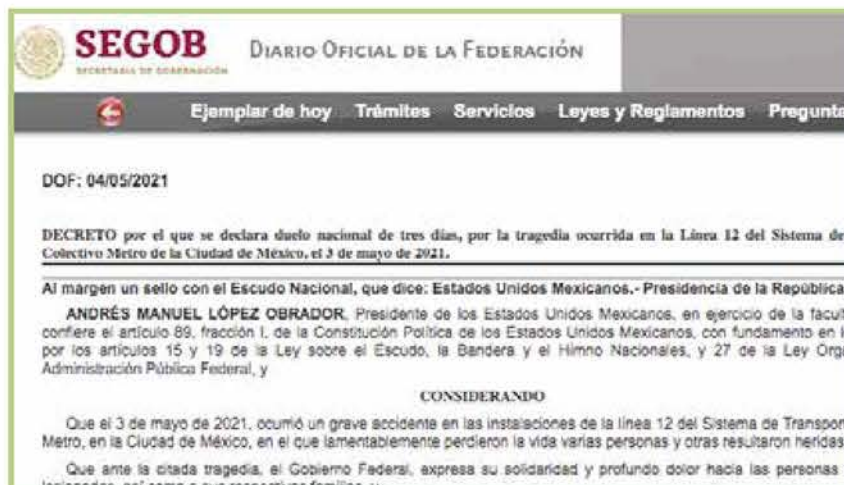 SEGOB
SECRETARÍA DE GOBERNACIÓN
DIARIO OFICIAL DE LA FEDERACIÓN
Ejemplar de hoy Trámites Servicios Leyes y Reglamentos Pregunta
DOF: 04/05/2021
DECRETO por el que se declara duelo nacional de tres días, por la tragedia ocurrida en la Línea 12 del Sistema de
Colectivo Metro de la Ciudad de México, el 3 de mayo de 2021.
Al margen un sello con el Escudo Nacional, que dice: Estados Unidos Mexicanos.- Presidencia de la República
ANDRÉS MANUEL LÓPEZ OBRADOR, Presidente de los Estados Unidos Mexicanos, en ejercicio de la facult
confiere el artículo 89, fracción I, de la Constitución Política de los Estados Unidos Mexicanos, con fundamento en l
por los artículos 15 y 19 de la Ley sobre el Escudo, la Bandera y el Himno Nacionales, y 27 de la Ley Orgá
Administración Pública Federal, y
CONSIDERANDO
Que el 3 de mayo de 2021, ocurrió un grave accidente en las instalaciones de la línea 12 del Sistema de Transpor
Metro, en la Ciudad de México, en el que lamentablemente perdieron la vida varias personas y otras resultaron heridas
Que ante la citada tragedia, el Gobierno Federal, expresa su solidaridad y profundo dolor hacia las personas